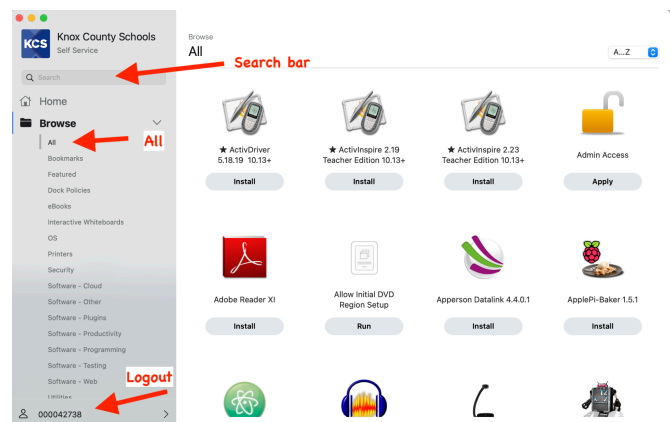 KCS
Knox County Schools
Self Service
Search
Home
Browse
All
Bookmarks
Featured
Dock Policies
eBooks
Interactive Whiteboards
OS
Printers
Security
Software - Cloud
Software - Other
Software - Plugins
Software - Productivity
Software - Programming
Software - Testing
Software - Web
Utilities
000042738
Search bar
All
Logout
Browse
All
A...Z
★ ActivDriver
5.18.19 10.13+
Install
★ ActivInspire 2.19
Teacher Edition 10.13+
Install
★ ActivInspire 2.23
Teacher Edition 10.13+
Install
Admin Access
Apply
Adobe Reader XI
Install
Allow Initial DVD
Region Setup
Run
Apperson Datalink 4.4.0.1
Install
ApplePi-Baker 1.5.1
Install